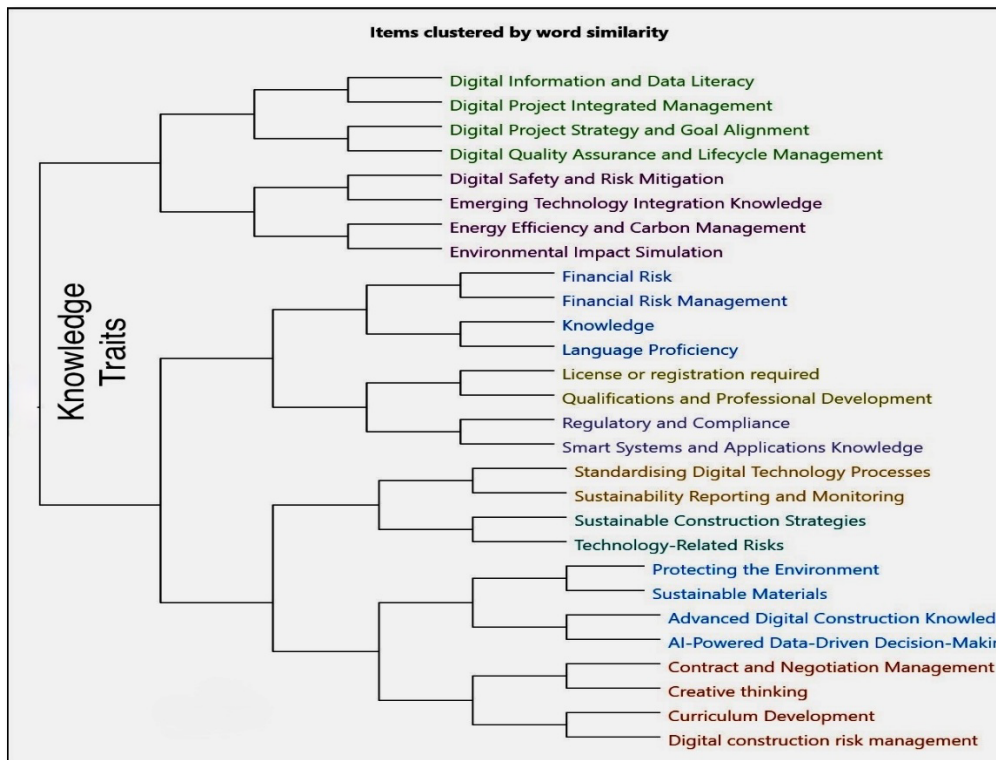 Items clustered by word similarity
Knowledge
Traits
Digital Information and Data Literacy
Digital Project Integrated Management
Digital Project Strategy and Goal Alignment
Digital Quality Assurance and Lifecycle Management
Digital Safety and Risk Mitigation
Emerging Technology Integration Knowledge
Energy Efficiency and Carbon Management
Environmental Impact Simulation
Financial Risk
Financial Risk Management
Knowledge
Language Proficiency
License or registration required
Qualifications and Professional Development
Regulatory and Compliance
Smart Systems and Applications Knowledge
Standardising Digital Technology Processes
Sustainability Reporting and Monitoring
Sustainable Construction Strategies
Technology-Related Risks
Protecting the Environment
Sustainable Materials
Advanced Digital Construction Knowled
AI-Powered Data-Driven Decision-Makin
Contract and Negotiation Management
Creative thinking
Curriculum Development
Digital construction risk management